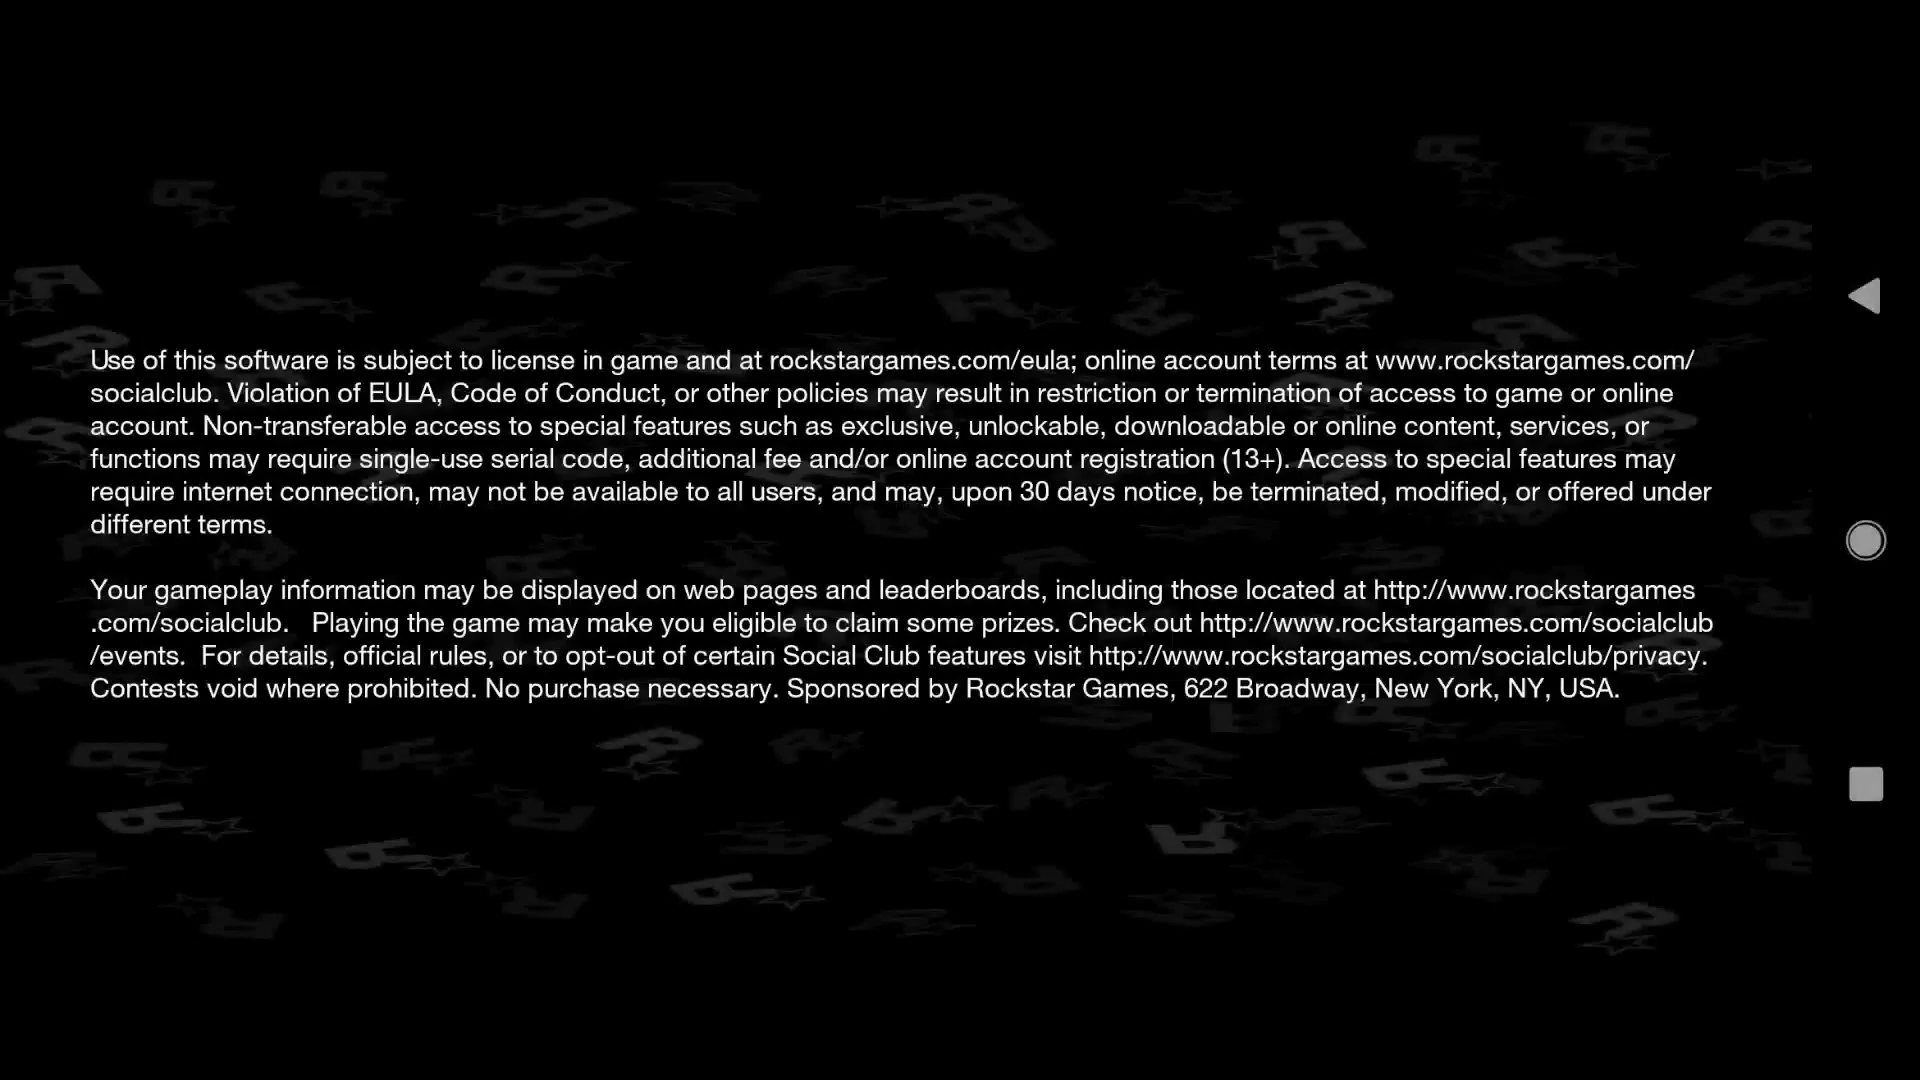 Use of this software is subject to license in game and at rockstargames.com/eula; online account terms at www.rockstargames.com/
socialclub. Violation of EULA, Code of Conduct, or other policies may result in restriction or termination of access to game or online
account. Non-transferable access to special features such as exclusive, unlockable, downloadable or online content, services, or
functions may require single-use serial code, additional fee and/or online account registration (13+). Access to special features may
require internet connection, may not be available to all users, and may, upon 30 days notice, be terminated, modified, or offered under
different terms.
Your gameplay information may be displayed on web pages and leaderboards, including those located at http://www.rockstargames
.com/socialclub.   Playing the game may make you eligible to claim some prizes. Check out http://www.rockstargames.com/socialclub
/events.  For details, official rules, or to opt-out of certain Social Club features visit http://www.rockstargames.com/socialclub/privacy.
Contests void where prohibited. No purchase necessary. Sponsored by Rockstar Games, 622 Broadway, New York, NY, USA.